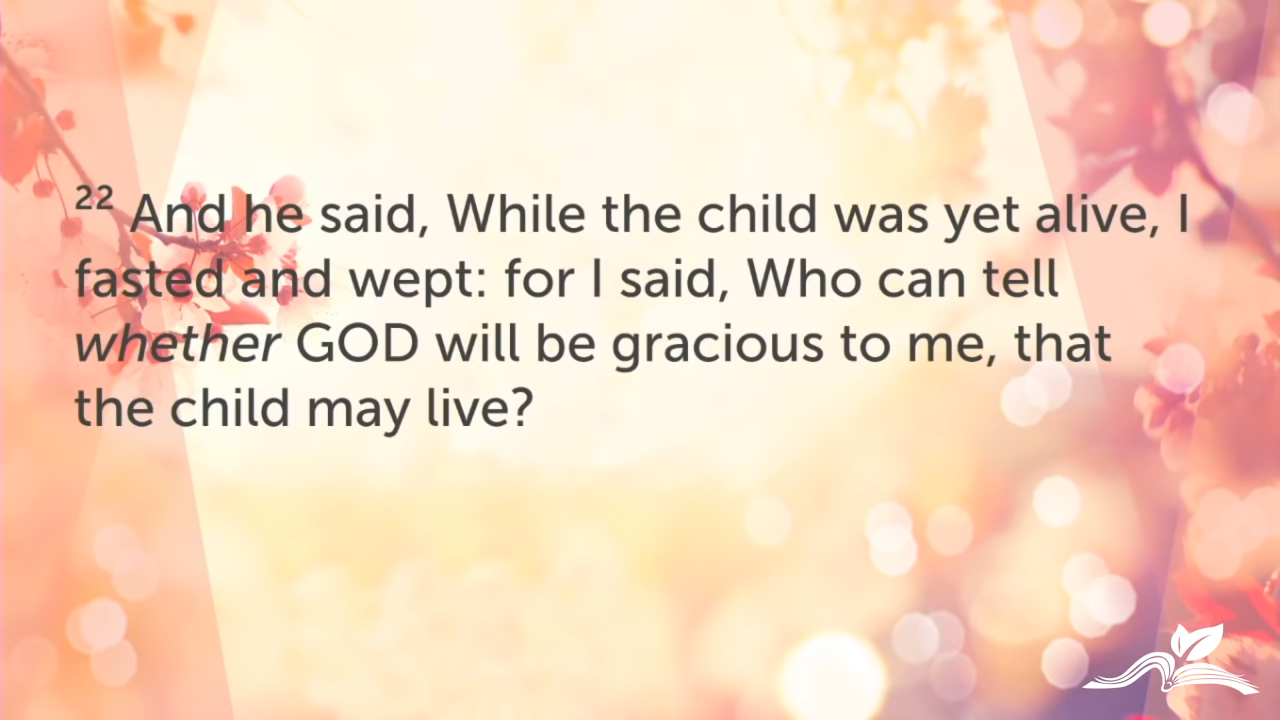 22 And he said, While the child was yet alive, I
fasted and wept: for I said, Who can tell
whether GOD will be gracious to me, that
the child may live?